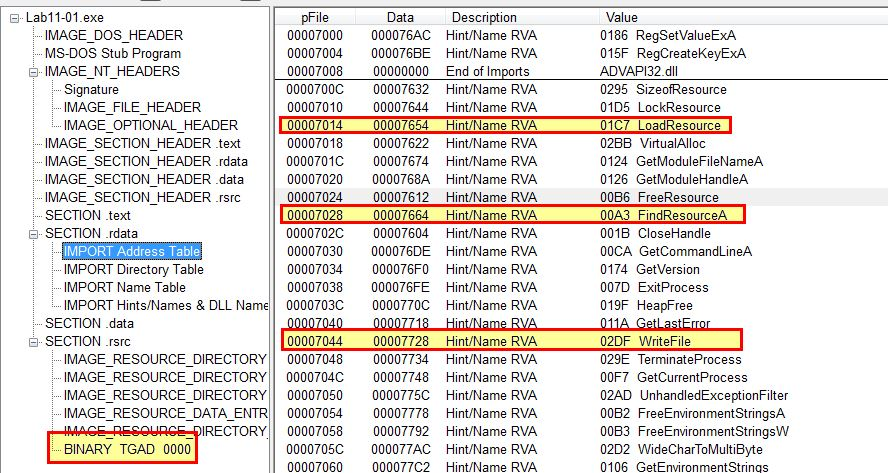 Lab11-01.exe
IMAGE_DOS_HEADER
MS-DOS Stub Program
IMAGE_NT_HEADERS
Signature
IMAGE_FILE_HEADER
IMAGE_OPTIONAL_HEADER
IMAGE_SECTION_HEADER .text
IMAGE_SECTION_HEADER .rdata
IMAGE_SECTION_HEADER .data
IMAGE_SECTION_HEADER .rsrc
SECTION .text
SECTION .rdata
IMPORT Address Table
IMPORT Directory Table
IMPORT Name Table
IMPORT Hints/Names & DLL Name
SECTION .data
SECTION .rsrc
IMAGE_RESOURCE_DIRECTORY
IMAGE_RESOURCE_DIRECTORY
IMAGE_RESOURCE_DIRECTORY
IMAGE_RESOURCE_DATA_ENTR
IMAGE_RESOURCE_DIRECTORY_
BINARY TGAD 0000
pFile Data Description Value
00007000 000076AC Hint/Name RVA 0186 RegSetValueExA
00007004 000076BE Hint/Name RVA 015F RegCreateKeyExA
00007008 00000000 End of Imports ADVAPI32.dll
0000700C 00007632 Hint/Name RVA 0295 SizeofResource
00007010 00007644 Hint/Name RVA 01D5 LockResource
00007014 00007654 Hint/Name RVA 01C7 LoadResource
00007018 00007622 Hint/Name RVA 02BB VirtualAlloc
0000701C 00007674 Hint/Name RVA 0124 GetModuleFileNameA
00007020 0000768A Hint/Name RVA 0126 GetModuleHandleA
00007024 00007612 Hint/Name RVA 00B6 FreeResource
00007028 00007664 Hint/Name RVA 00A3 FindResourceA
0000702C 00007604 Hint/Name RVA 001B CloseHandle
00007030 000076DE Hint/Name RVA 00CA GetCommandLineA
00007034 000076F0 Hint/Name RVA 0174 GetVersion
00007038 000076FE Hint/Name RVA 007D ExitProcess
0000703C 0000770C Hint/Name RVA 019F HeapFree
00007040 00007718 Hint/Name RVA 011A GetLastError
00007044 00007728 Hint/Name RVA 02DF WriteFile
00007048 00007734 Hint/Name RVA 029E TerminateProcess
0000704C 00007748 Hint/Name RVA 00F7 GetCurrentProcess
00007050 0000775C Hint/Name RVA 02AD UnhandledExceptionFilter
00007054 00007778 Hint/Name RVA 00B2 FreeEnvironmentStringsA
00007058 00007792 Hint/Name RVA 00B3 FreeEnvironmentStringsW
0000705C 000077AC Hint/Name RVA 02D2 WideCharToMultiByte
00007060 000077C2 Hint/Name RVA 0106 GetEnvironmentStrings